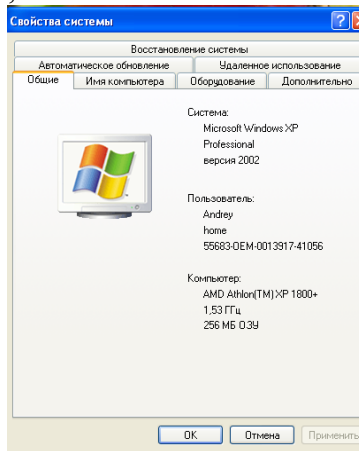 )
Свойства системы
Восстановление системы
Автоматическое обновление Удаленное использование
Общие Имя компьютера Оборудование Дополнительно
Система:
Microsoft Windows XP
Professional
версия 2002
Пользователь:
Andrey
home
55683-OEM-0013917-41056
Компьютер:
AMD Athlon(TM) XP 1800+
1,53 ГГц
256 МБ ОЗУ
OK Отмена Применить